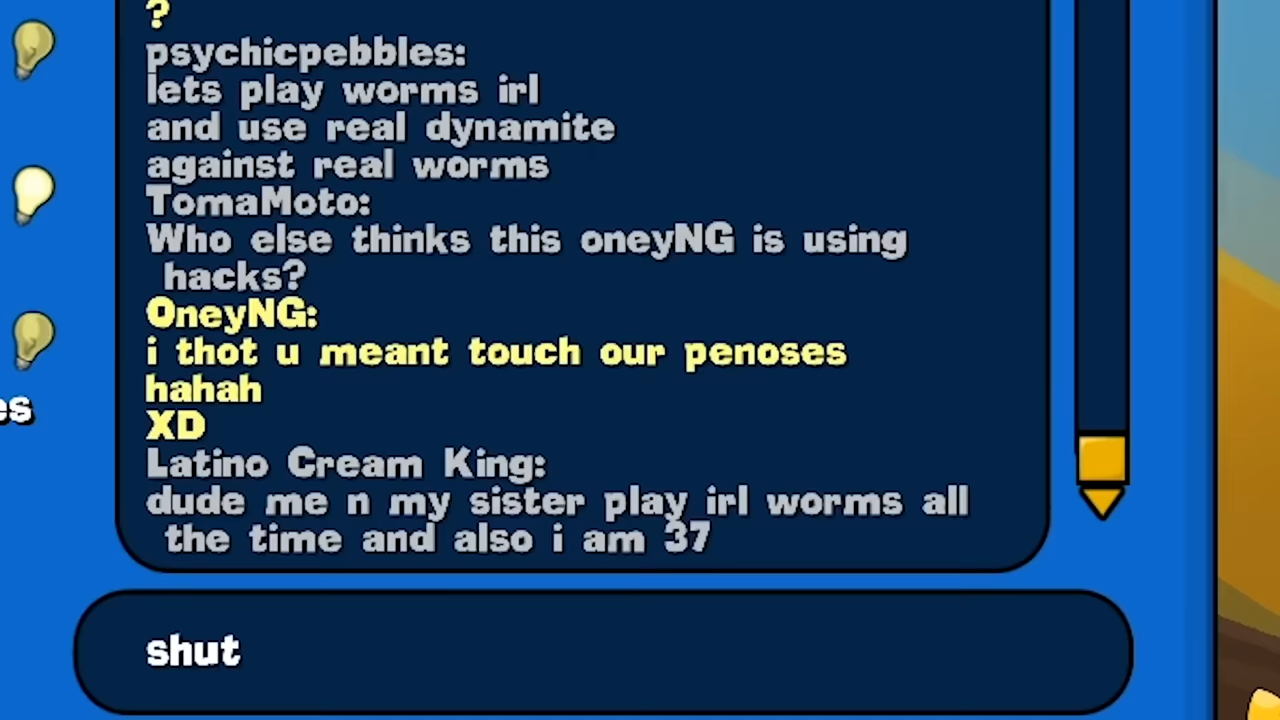 ?
psychicpebbles:
lets play worms irl
and use real dynamite
against real worms
TomaMoto:
Who else thinks this oneyNG is using
hacks?
OneyNG:
i thot u meant touch our penoses
hahah
XD
Latino Cream King:
es
dude me n my sister play irl worms all
the time and also i am 37
shut